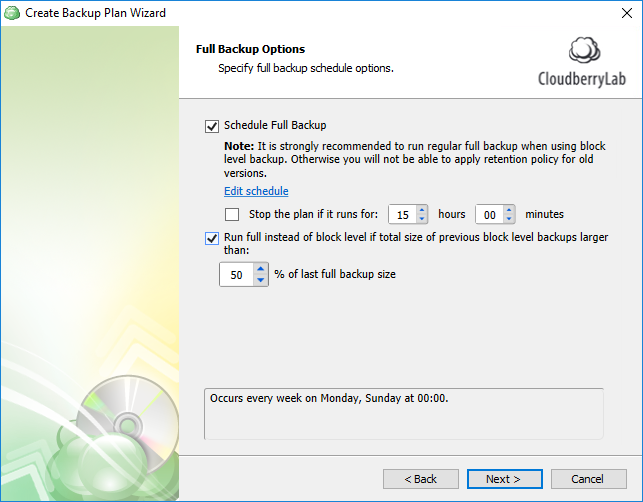 Create Backup Plan Wizard
Full Backup Options
Specify full backup schedule options.
CloudberryLab
Schedule Full Backup
Note: It is strongly recommended to run regular full backup when using block
level backup. Otherwise you will not be able to apply retention policy for old
versions.
Edit schedule
Stop the plan if it runs for: 15 hours 00 minutes
Run full instead of block level if total size of previous block level backups larger
than:
50 % of last full backup size
Occurs every week on Monday, Sunday at 00:00.
< Back Next > Cancel